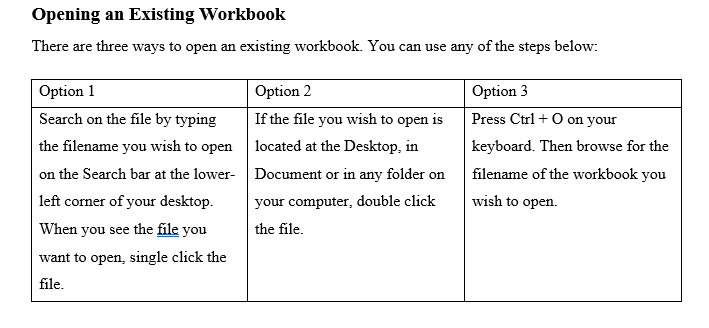 Opening an Existing Workbook
There are three ways to open an existing workbook. You can use any of the steps below:
Option 1
Search on the file by typing
the filename you wish to open
on the Search bar at the lower-
left corner of your desktop.
When you see the file you
want to open, single click the
file.
Option 2
If the file you wish to open is
located at the Desktop, in
Document or in any folder on
your computer, double click
the file.
Option 3
Press Ctrl + O on your
keyboard. Then browse for the
filename of the workbook you
wish to open.